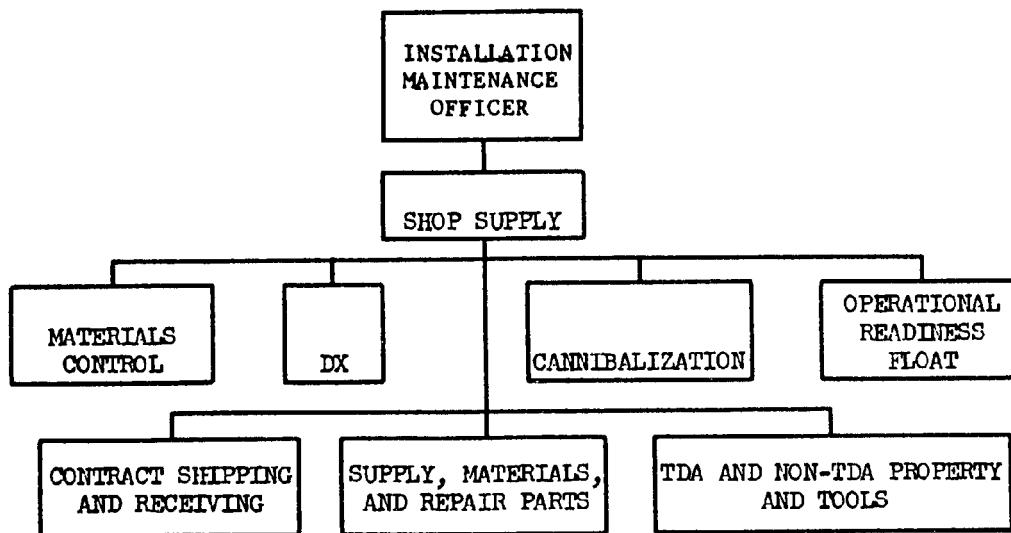 INSTALLATION
MAINTENANCE
OFFICER
SHOP SUPPLY
MATERIALS
CONTROL
DX
CANNIBALIZATION
OPERATIONAL
READINESS
FLOAT
CONTRACT SHIPPING
AND RECEIVING
SUPPLY, MATERIALS,
AND REPAIR PARTS
TDA AND NON-TDA PROPERTY
AND TOOLS